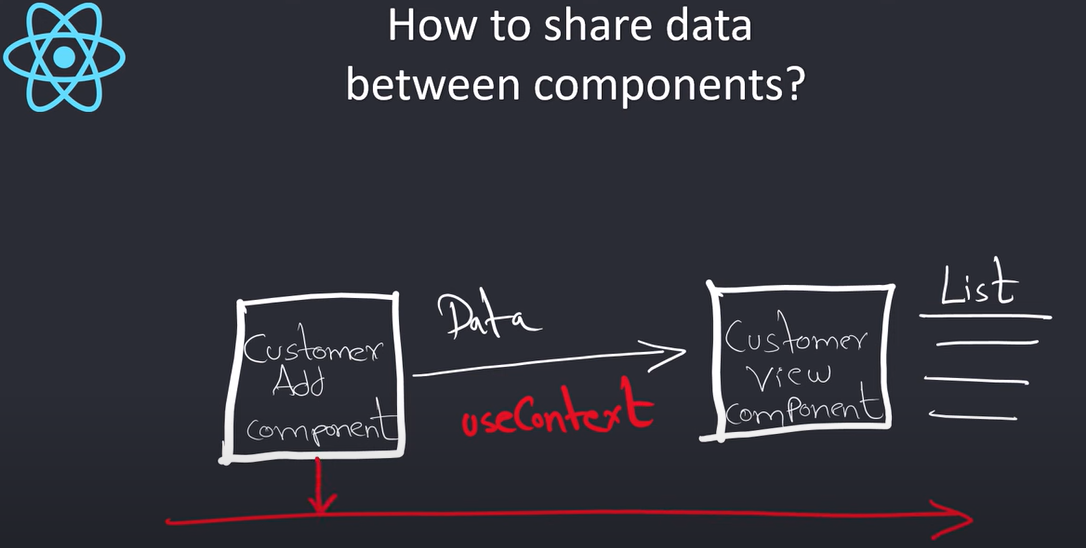 How to share data
between components?
Data
List
Customer
Add
component
useContext
Customer
View
component